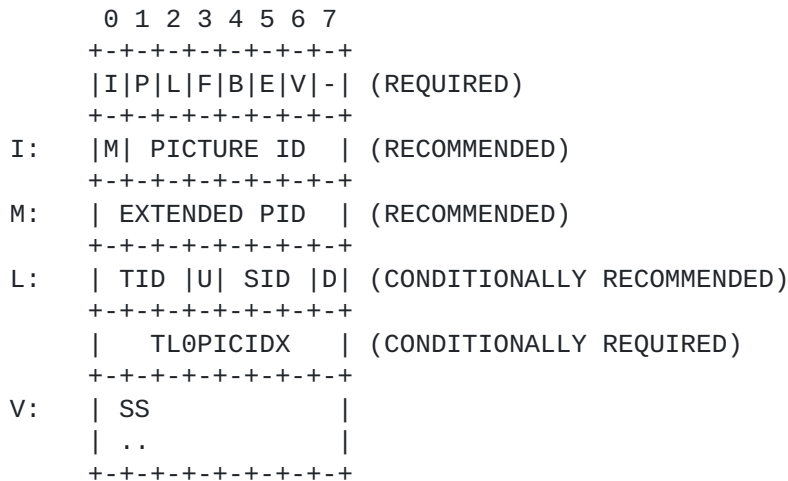 0 1 2 3 4 5 6 7
     +-+-+-+-+-+-+-+-+
     |I|P|L|F|B|E|V|-| (REQUIRED)
     +-+-+-+-+-+-+-+-+
I:   |M| PICTURE ID  | (RECOMMENDED)
     +-+-+-+-+-+-+-+-+
M:   | EXTENDED PID  | (RECOMMENDED)
     +-+-+-+-+-+-+-+-+
L:   | TID |U| SID |D| (CONDITIONALLY RECOMMENDED)
     +-+-+-+-+-+-+-+-+
     |   TL0PICIDX   | (CONDITIONALLY REQUIRED)
     +-+-+-+-+-+-+-+-+
V:   | SS            |
     | ..            |
     +-+-+-+-+-+-+-+-+